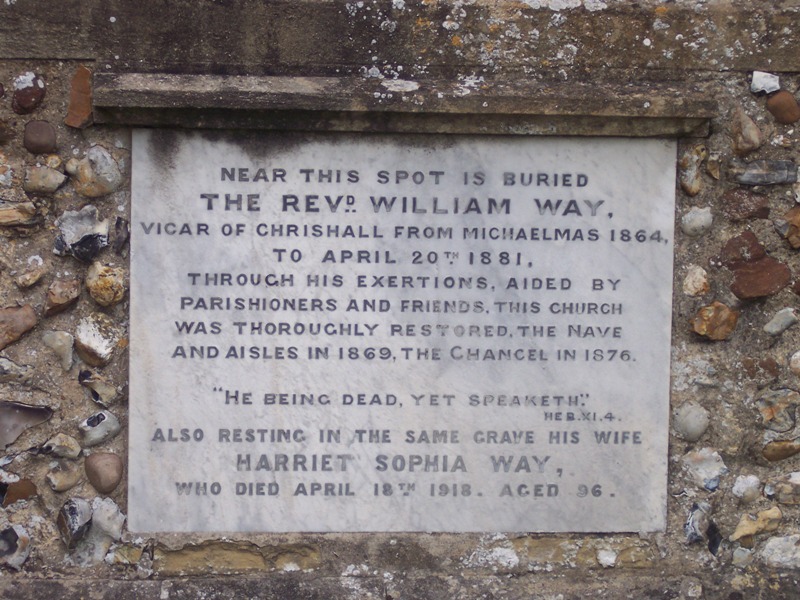 NEAR THIS SPOT IS BURIED
THE REVD. WILLIAM WAY,
VICAR OF CHRISHALL FROM MICHAELMAS 1864,
TO APRIL 20TH 1881,
THROUGH HIS EXERTIONS, AIDED BY
PARISHIONERS AND FRIENDS, THIS CHURCH
WAS THOROUGHLY RESTORED, THE NAVE
AND AISLES IN 1869, THE CHANCEL IN 1876.
"HE BEING DEAD, YET SPEAKETH."
HEB. XI. 4.
ALSO RESTING IN THE SAME GRAVE HIS WIFE
HARRIET SOPHIA WAY,
WHO DIED APRIL 18TH 1918. AGED 96.